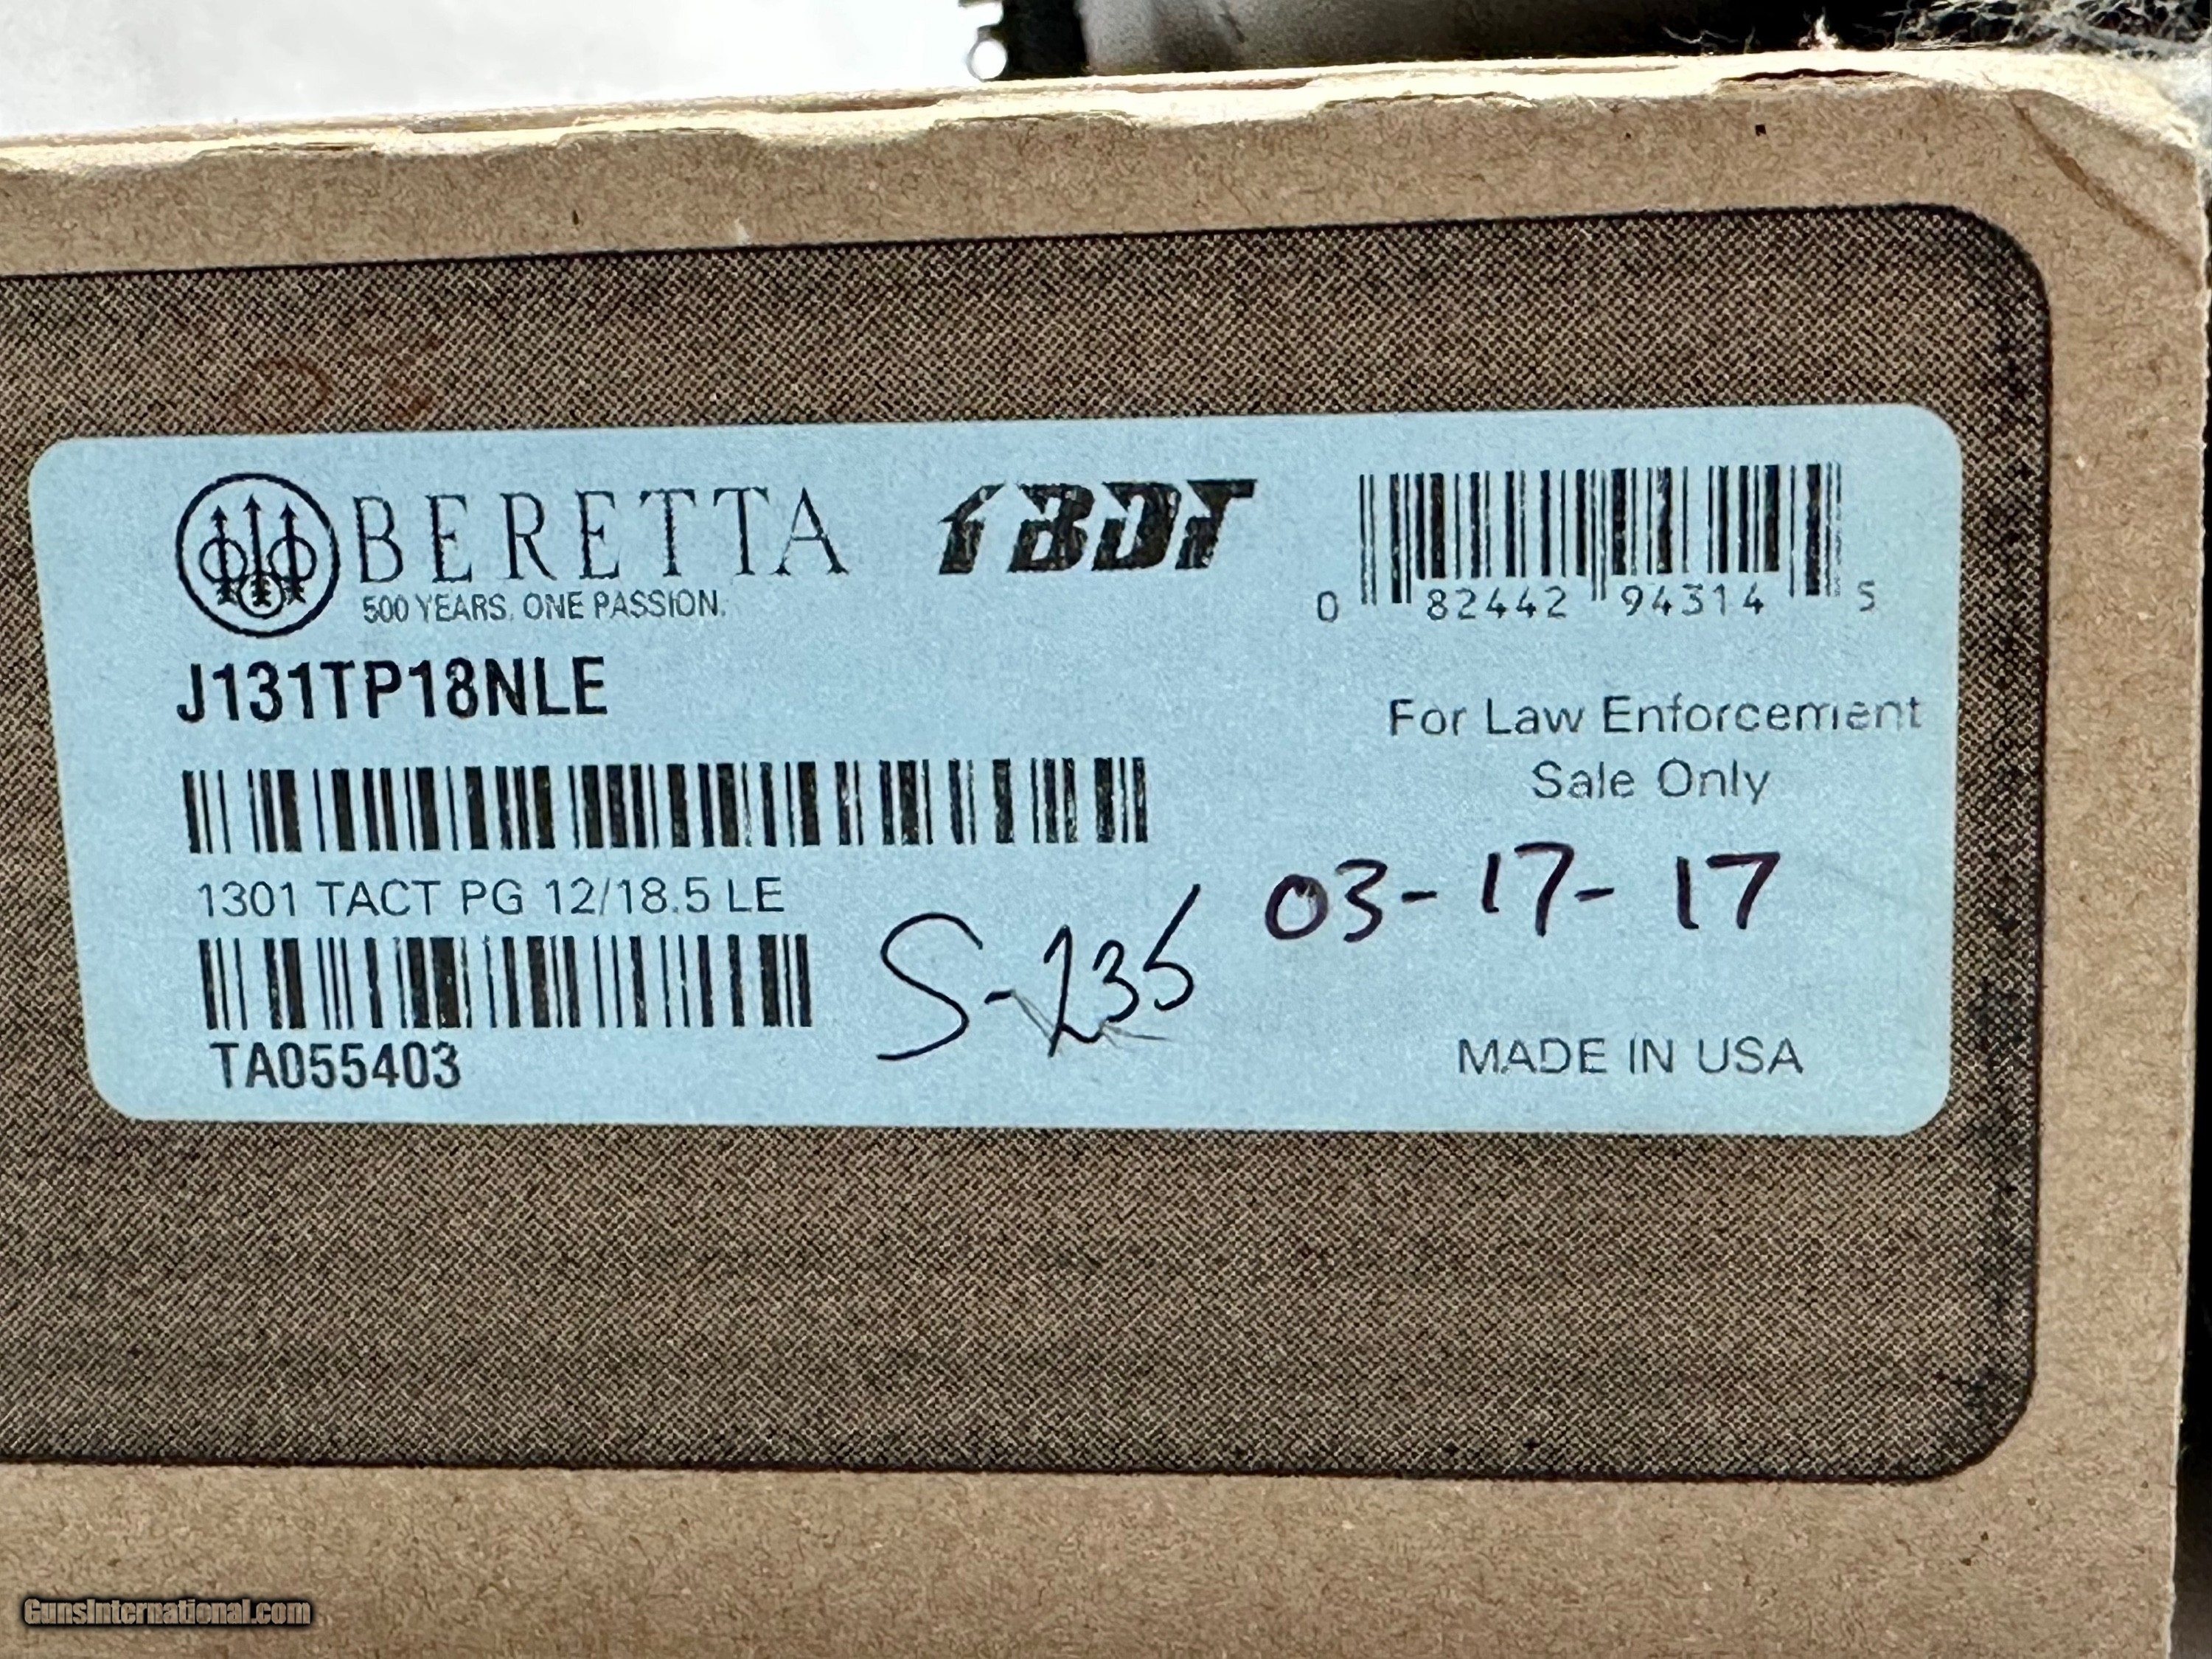 BERETTA
500 YEARS. ONE PASSION.
1BDT
0 82442 94314 5
J131TP18NLE
For Law Enforcement
Sale Only
1301 TACT PG 12/18.5 LE
03-17-17
S-235
TA055403
MADE IN USA
GunsInternational.com